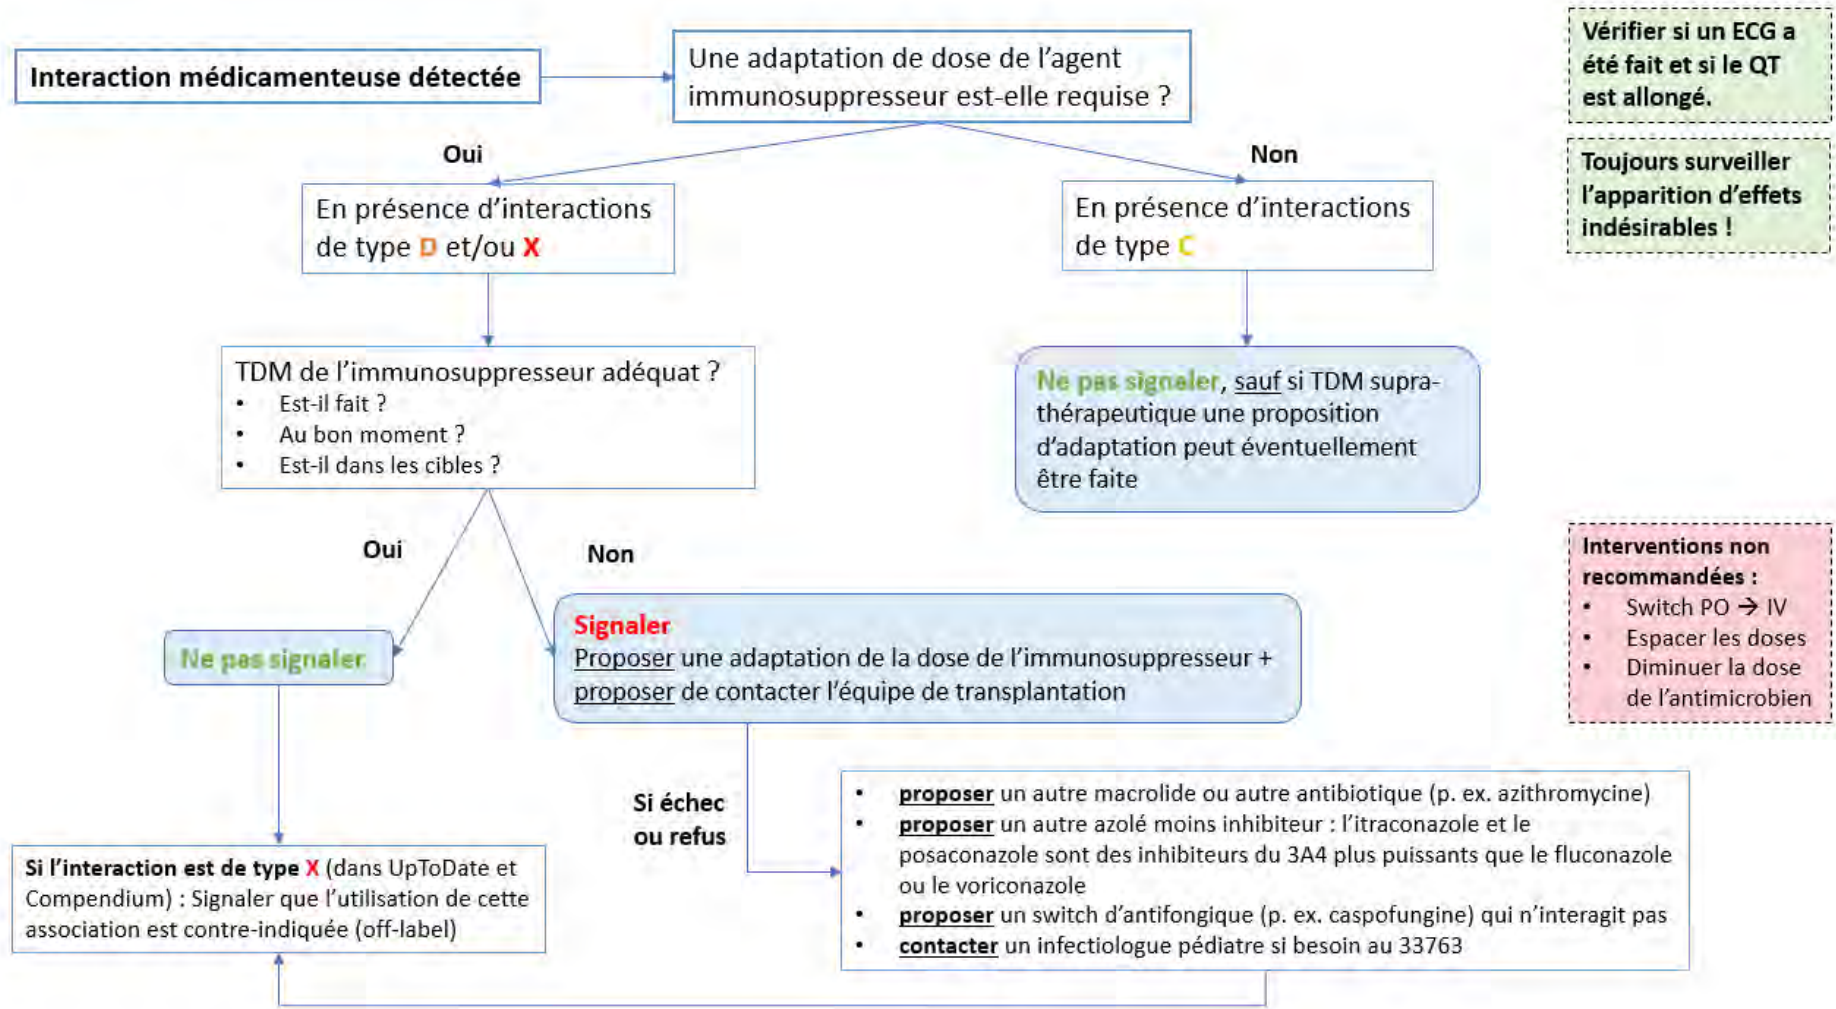 Interaction médicamenteuse détectée
Une adaptation de dose de l'agent
immunosuppresseur est-elle requise ?
Vérifier si un ECG a
été fait et si le QT
est allongé.
Toujours surveiller
l'apparition d'effets
indésirables !
Oui
Non
En présence d'interactions
de type D et/ou X
En présence d'interactions
de type C
TDM de l'immunosuppresseur adéquat ?
• Est-il fait ?
• Au bon moment ?
• Est-il dans les cibles ?
Ne pas signaler, sauf si TDM supra-
thérapeutique une proposition
d'adaptation peut éventuellement
être faite
Oui
Non
Interventions non
recommandées :
• Switch PO → IV
• Espacer les doses
• Diminuer la dose
de l'antimicrobien
Ne pas signaler
Signaler
Proposer une adaptation de la dose de l'immunosuppresseur +
proposer de contacter l'équipe de transplantation
Si échec
ou refus
• proposer un autre macrolide ou autre antibiotique (p. ex. azithromycine)
• proposer un autre azolé moins inhibiteur : l'itraconazole et le
posaconazole sont des inhibiteurs du 3A4 plus puissants que le fluconazole
ou le voriconazole
• proposer un switch d'antifongique (p. ex. caspofungine) qui n'interagit pas
• contacter un infectiologue pédiatre si besoin au 33763
Si l'interaction est de type X (dans UpToDate et
Compendium) : Signaler que l'utilisation de cette
association est contre-indiquée (off-label)